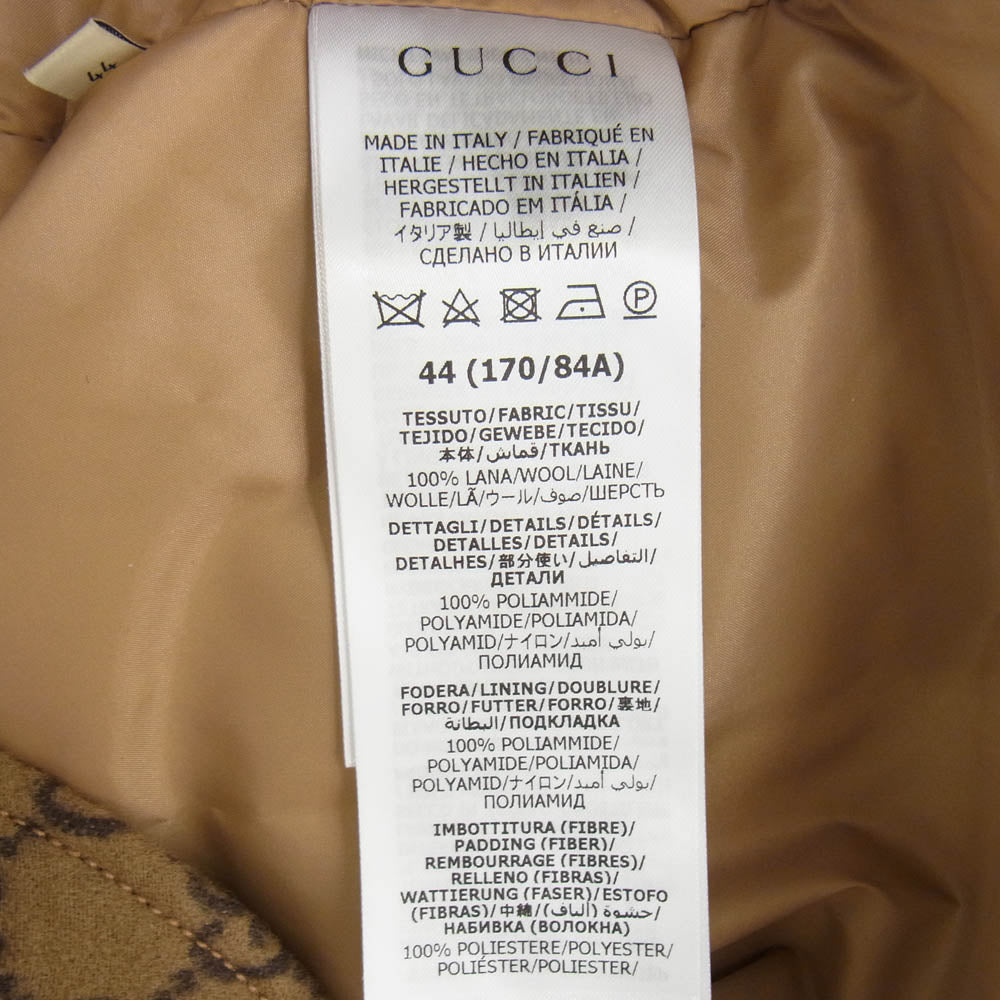 44
GUCCI
MADE IN ITALY / FABRIQUÉ EN
ITALIE / HECHO EN ITALIA /
HERGESTELLT IN ITALIEN /
FABRICADO EM ITÁLIA /
イタリア製 / صنع في إيطاليا /
СДЕЛАНО В ИТАЛИИ
P
44 (170/84A)
TESSUTO/FABRIC/TISSU/
TEJIDO/GEWEBE/TECIDO/
本体/قماش/ТКАНЬ
100% LANA/WOOL/LAINE/
WOLLE/LÃ/ウール/صوف/ШЕРСТЬ
DETTAGLI/DETAILS/DÉTAILS/
DETALLES/DETAILS/
DETALHES/部分使い/التفاصيل/
ДЕТАЛИ
100% POLIAMMIDE/
POLYAMIDE/POLIAMIDA/
POLYAMID/ナイロン/بولي أميد/
ПОЛИАМИД
FODERA/LINING/DOUBLURE/
FORRO/FUTTER/FORRO/裏地/
البطانة/ПОДКЛАДКА
100% POLIAMMIDE/
POLYAMIDE/POLIAMIDA/
POLYAMID/ナイロン/بولي أميد/
ПОЛИАМИД
IMBOTTITURA (FIBRE)/
PADDING (FIBER)/
REMBOURRAGE (FIBRES)/
RELLENO (FIBRAS)/
WATTIERUNG (FASER)/ESTOFO
(FIBRAS)/中綿/حشوة (ألياف)/
НАБИВКА (ВОЛОКНА)
100% POLIESTERE/POLYESTER/
POLIÉSTER/POLIESTER/